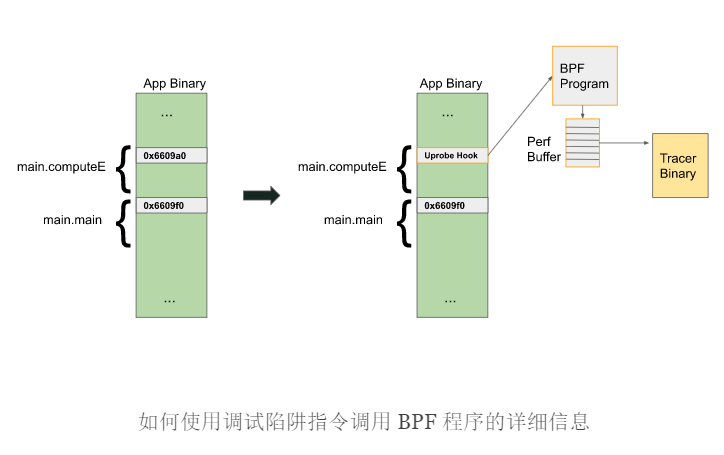 App Binary
...
main.computeE
0x6609a0
main.main
0x6609f0
...
App Binary
...
main.computeE
Uprobe Hook
main.main
0x6609f0
...
BPF
Program
Perf
Buffer
Tracer
Binary
如何使用调试陷阱指令调用 BPF 程序的详细信息